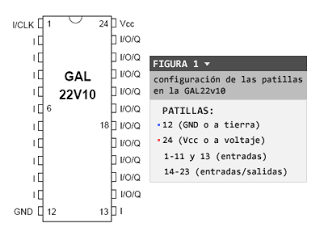 I/CLK 1 24 Vcc
I I/O/Q
I I/O/Q
I GAL I/O/Q
I 22V10 I/O/Q
I 6 I/O/Q
I 18 I/O/Q
I I/O/Q
I I/O/Q
I I/O/Q
I I/O/Q
GND 12 13 I
FIGURA 1
configuración de las patillas
en la GAL22v10
PATILLAS:
12 (GND o a tierra)
24 (Vcc o a voltaje)
1-11 y 13 (entradas)
14-23 (entradas/salidas)